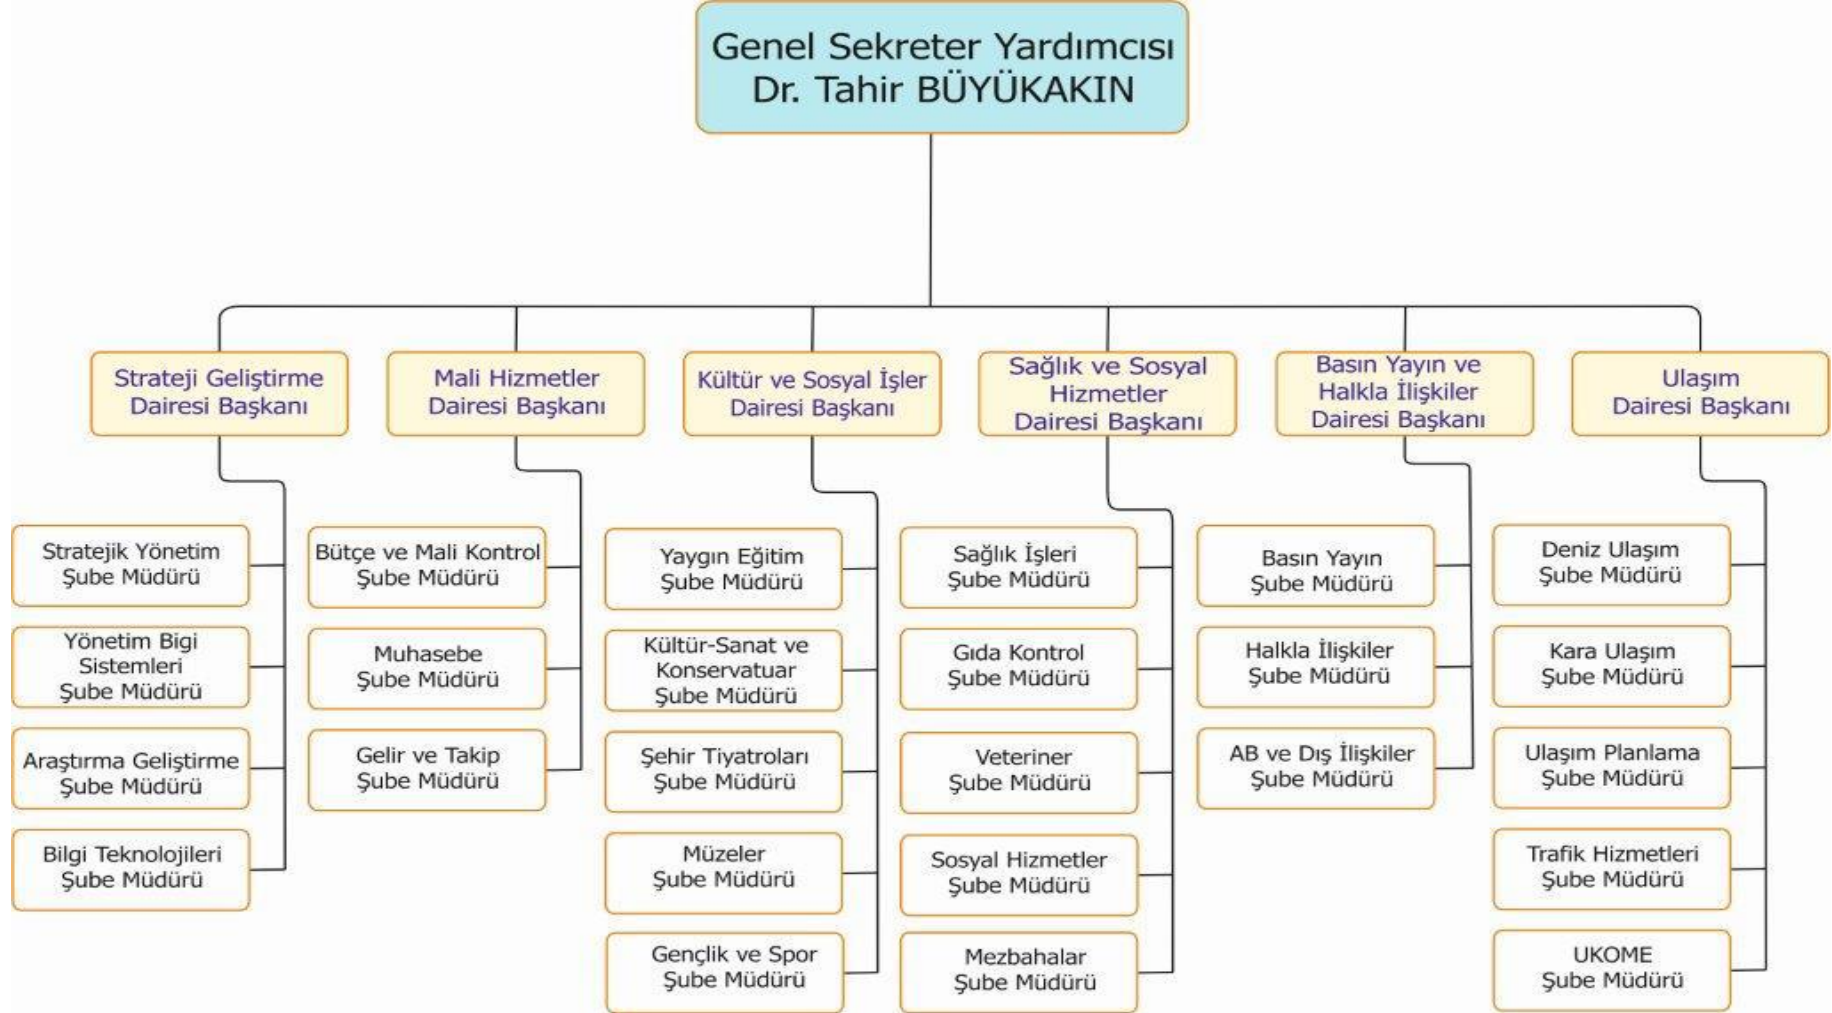 Genel Sekreter Yardımcısı
Dr. Tahir BÜYÜKAKIN
Strateji Geliştirme
Dairesi Başkanı
Mali Hizmetler
Dairesi Başkanı
Kültür ve Sosyal İşler
Dairesi Başkanı
Sağlık ve Sosyal
Hizmetler
Dairesi Başkanı
Basın Yayın ve
Halkla İlişkiler
Dairesi Başkanı
Ulaşım
Dairesi Başkanı
Stratejik Yönetim
Şube Müdürü
Yönetim Bigi
Sistemleri
Şube Müdürü
Araştırma Geliştirme
Şube Müdürü
Bilgi Teknolojileri
Şube Müdürü
Bütçe ve Mali Kontrol
Şube Müdürü
Muhasebe
Şube Müdürü
Gelir ve Takip
Şube Müdürü
Yaygın Eğitim
Şube Müdürü
Kültür-Sanat ve
Konservatuar
Şube Müdürü
Şehir Tiyatroları
Şube Müdürü
Müzeler
Şube Müdürü
Gençlik ve Spor
Şube Müdürü
Sağlık İşleri
Şube Müdürü
Gıda Kontrol
Şube Müdürü
Veteriner
Şube Müdürü
Sosyal Hizmetler
Şube Müdürü
Mezbahalar
Şube Müdürü
Basın Yayın
Şube Müdürü
Halkla İlişkiler
Şube Müdürü
AB ve Dış İlişkiler
Şube Müdürü
Deniz Ulaşım
Şube Müdürü
Kara Ulaşım
Şube Müdürü
Ulaşım Planlama
Şube Müdürü
Trafik Hizmetleri
Şube Müdürü
UKOME
Şube Müdürü